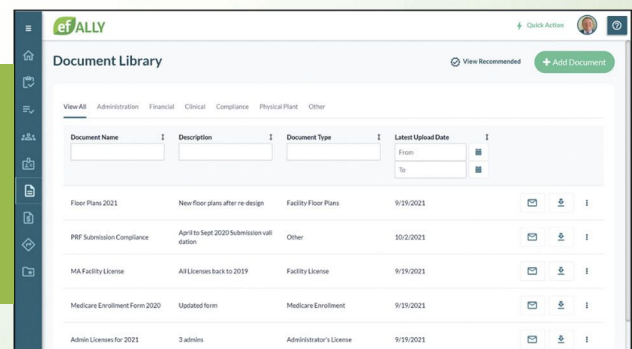 ef ALLY
Quick Action
Document Library
View Recommended
+ Add Document
View All Administration Financial Clinical Compliance Physical Plant Other
Document Name Description Document Type Latest Upload Date
From
To
Floor Plans 2021 New floor plans after re-design Facility Floor Plans 9/19/2021
PRF Submission Compliance April to Sept 2020 Submission vali
dation Other 10/2/2021
MA Facility License All Licenses back to 2019 Facility License 9/19/2021
Medicare Enrollment Form 2020 Updated form Medicare Enrollment 9/19/2021
Admin Licenses for 2021 3 admins Administrator's License 9/19/2021